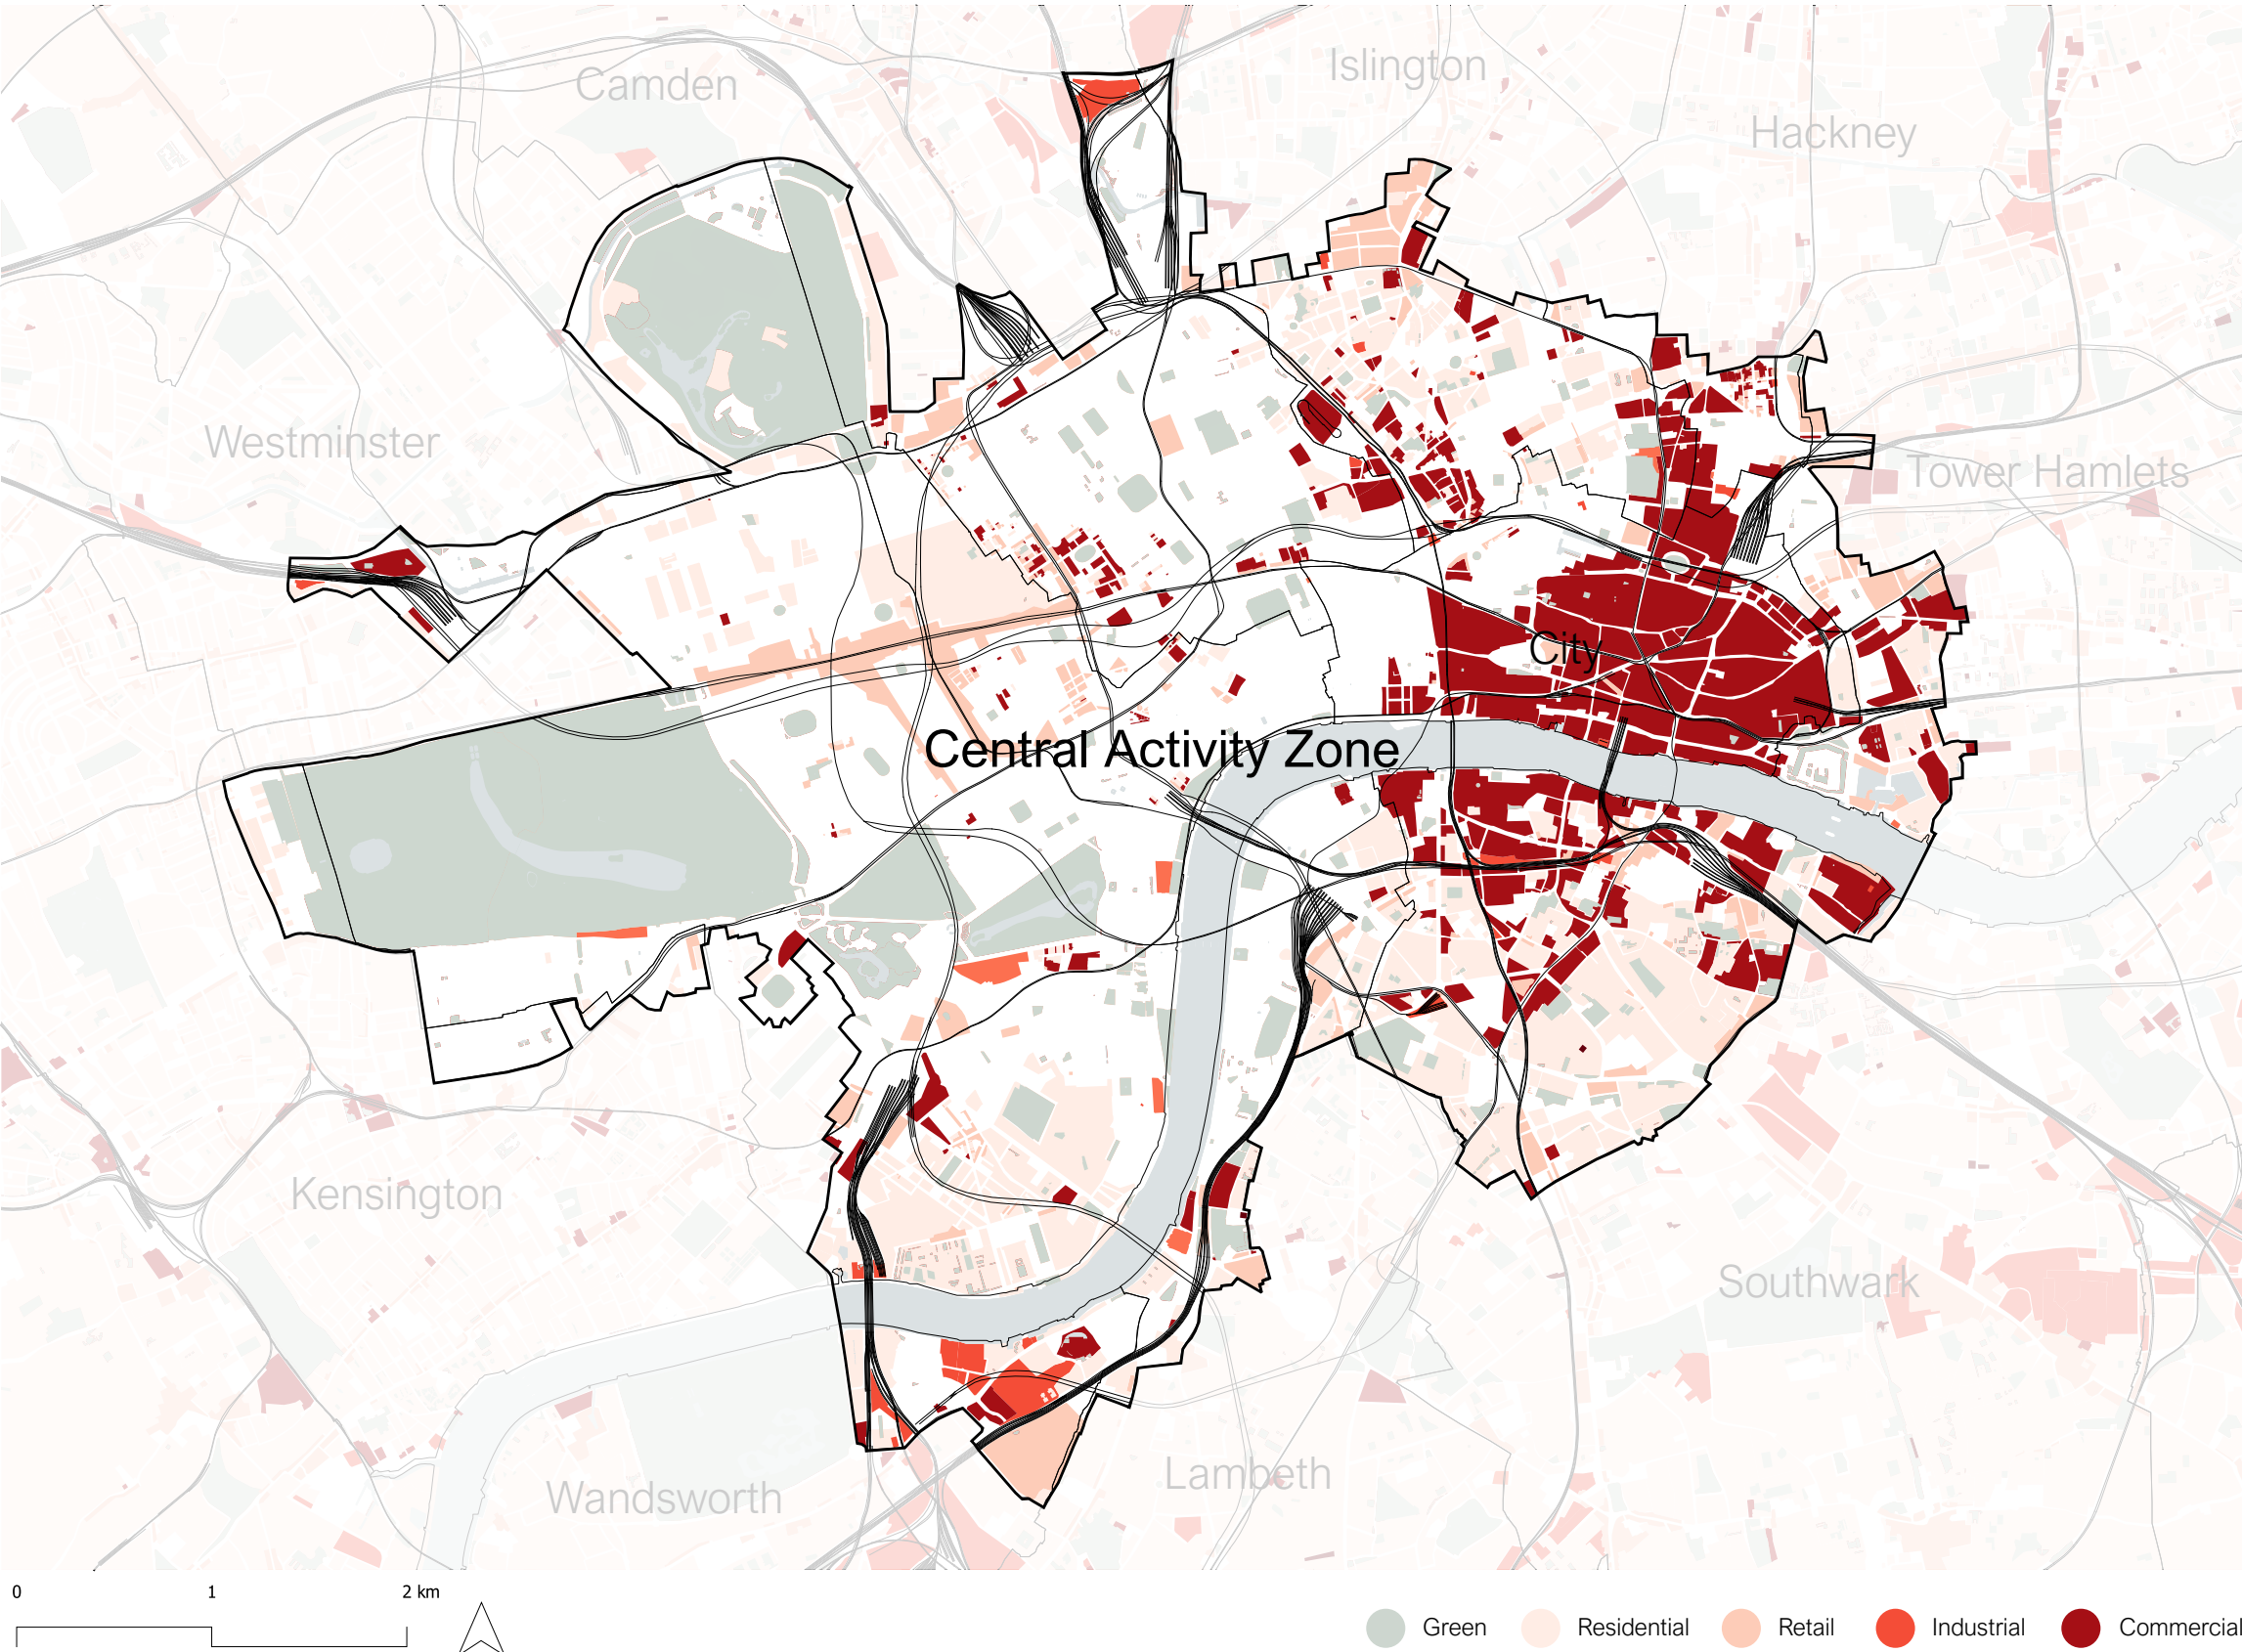 Islington
Camden
Hackney
Westminster
Tower Hamlets
City
Central Activity Zone
Kensington
Southwark
Lambeth
Wandsworth
0 1 2 km
Green Residential Retail Industrial Commercial